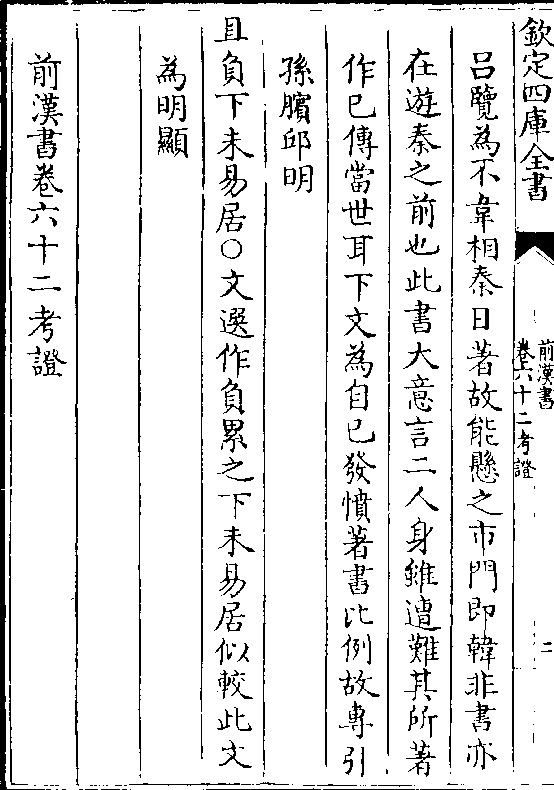 欽定四庫全書
前漢書
卷六十二考證
二
呂覽為不韋相秦日著故能懸之市門即韓非書亦
在遊秦之前也此書大意言二人身雖遭難其所著
作已傳當世耳下文為自己發憤著書比例故專引
孫臏邱明
且負下未易居○文選作負累之下未易居似較此文
為明顯
前漢書卷六十二考證